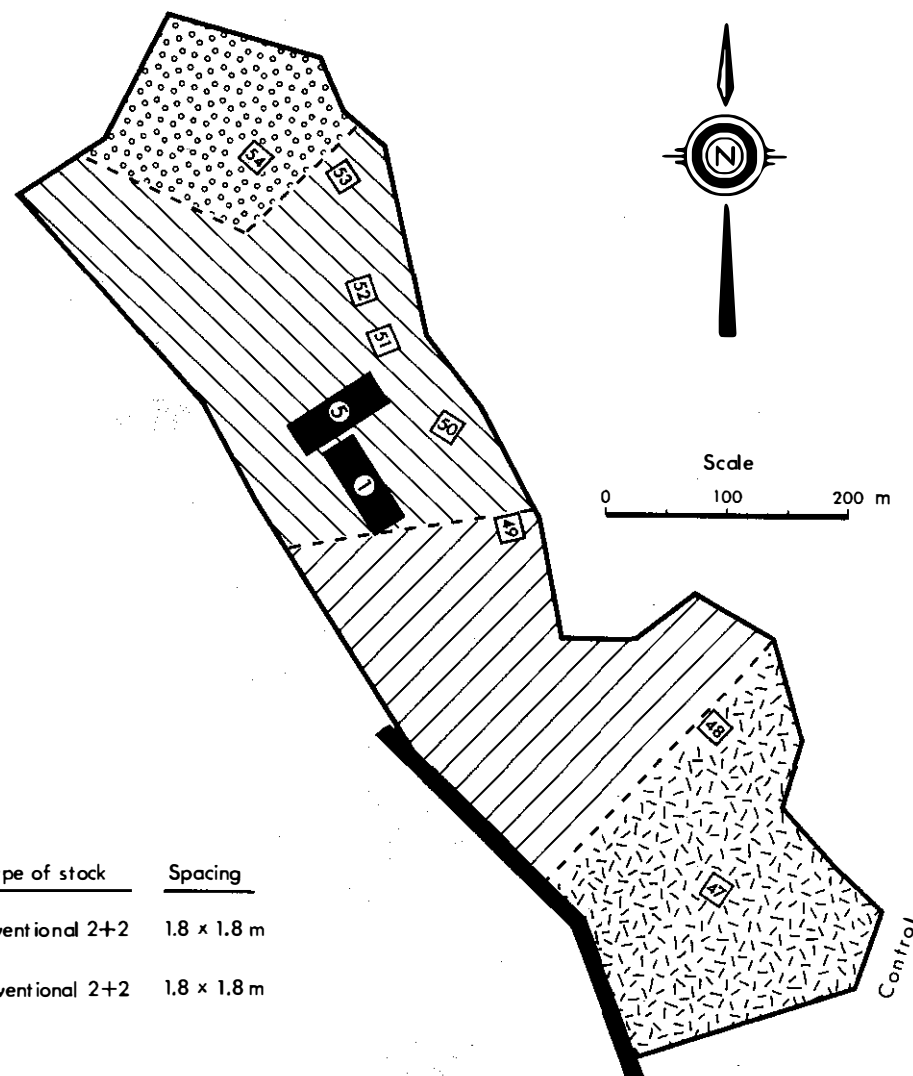 54
53
N
52
51
5
50
Scale
0 100 200 m
1
49
48
pe of stock Spacing
47
ventional 2+2 1.8 × 1.8 m
Control
ventional 2+2 1.8 × 1.8 m